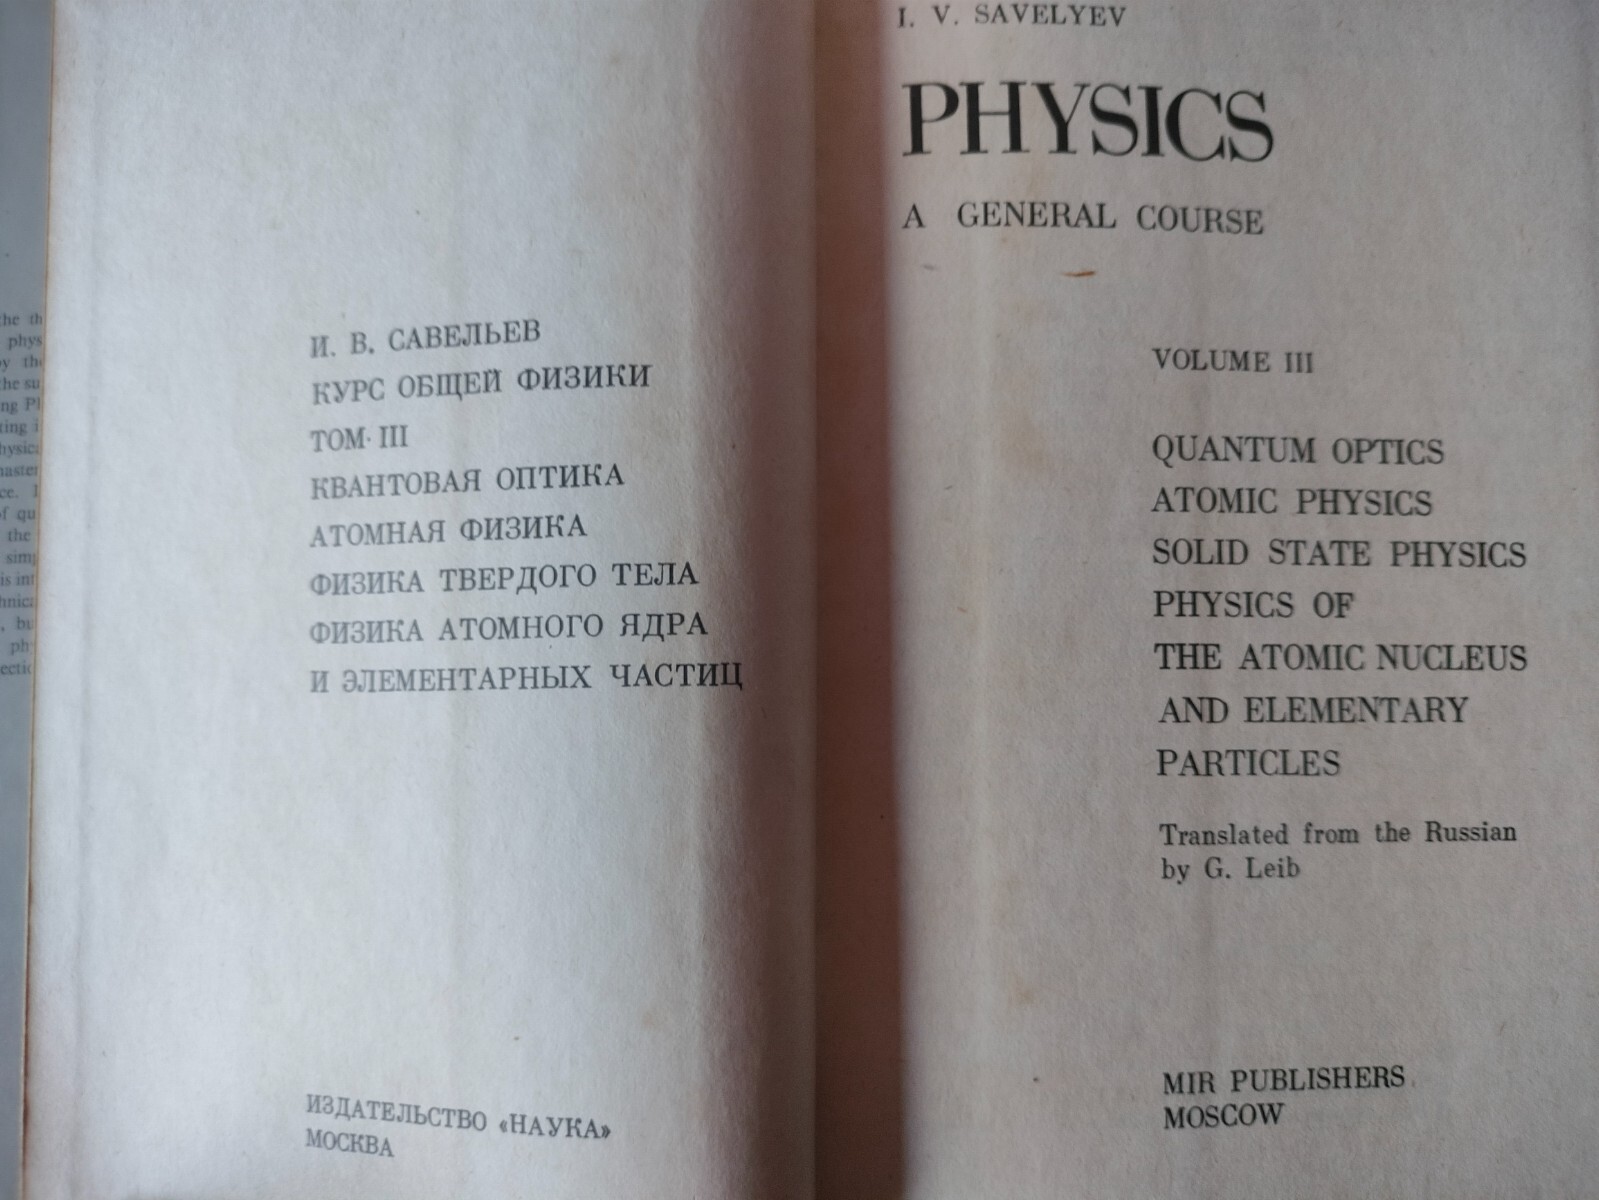 И. В. САВЕЛЬЕВ
КУРС ОБЩЕЙ ФИЗИКИ
ТОМ III
КВАНТОВАЯ ОПТИКА
АТОМНАЯ ФИЗИКА
ФИЗИКА ТВЕРДОГО ТЕЛА
ФИЗИКА АТОМНОГО ЯДРА
И ЭЛЕМЕНТАРНЫХ ЧАСТИЦ
ИЗДАТЕЛЬСТВО «НАУКА»
МОСКВА
I. V. SAVELYEV
PHYSICS
A GENERAL COURSE
VOLUME III
QUANTUM OPTICS
ATOMIC PHYSICS
SOLID STATE PHYSICS
PHYSICS OF
THE ATOMIC NUCLEUS
AND ELEMENTARY
PARTICLES
Translated from the Russian
by G. Leib
MIR PUBLISHERS
MOSCOW